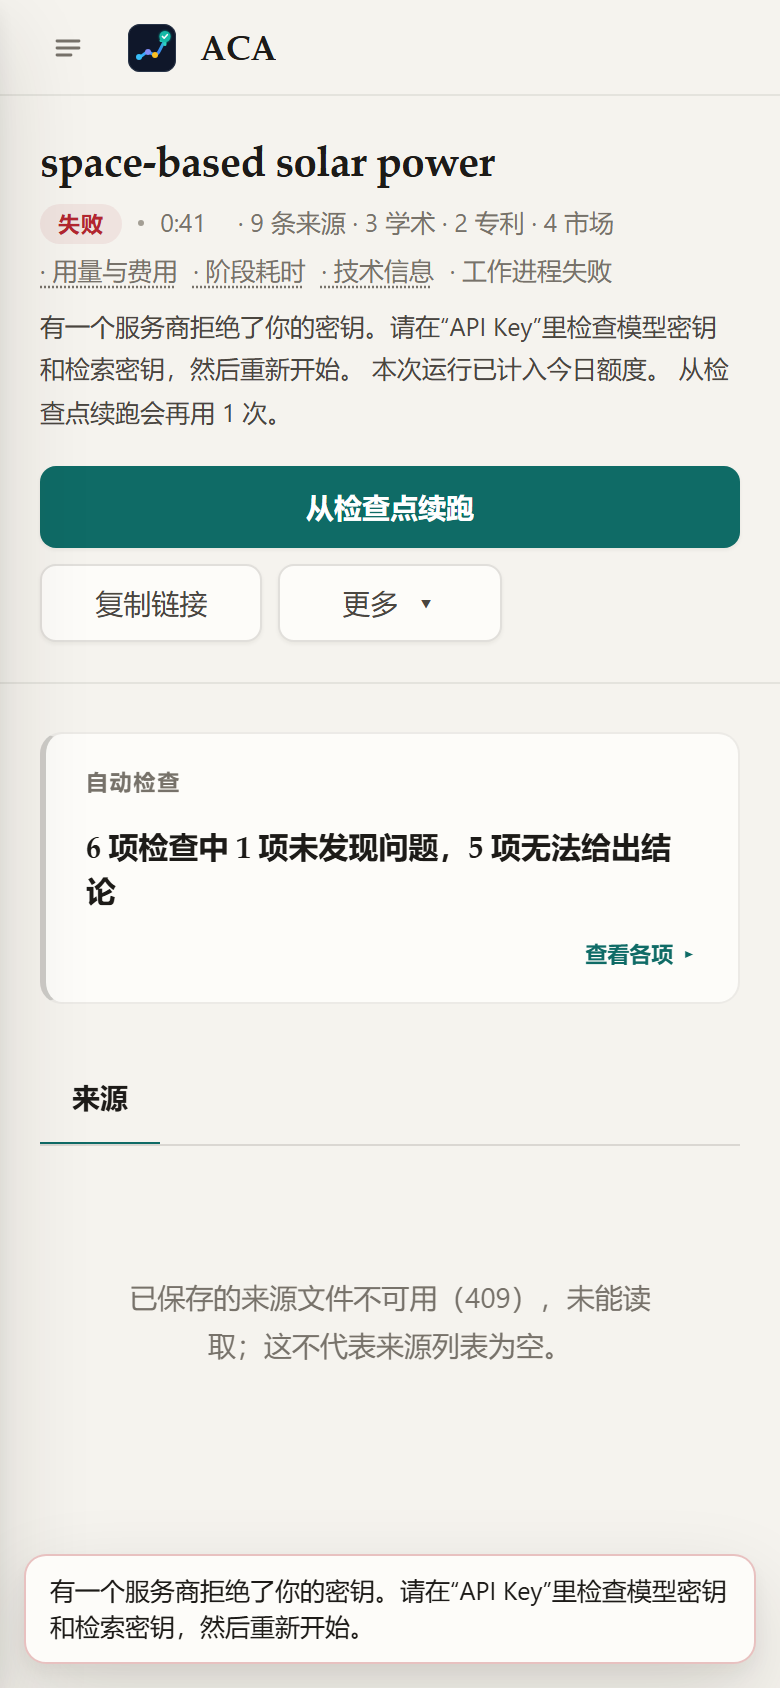 ACA
space-based solar power
失败 • 0:41 · 9 条来源 · 3 学术 · 2 专利 · 4 市场
· 用量与费用 · 阶段耗时 · 技术信息 · 工作进程失败
有一个服务商拒绝了你的密钥。请在“API Key”里检查模型密钥
和检索密钥，然后重新开始。 本次运行已计入今日额度。 从检
查点续跑会再用 1 次。
从检查点续跑
复制链接 更多 ▾
自动检查
6 项检查中 1 项未发现问题，5 项无法给出结
论
查看各项 ▸
来源
已保存的来源文件不可用（409），未能读
取；这不代表来源列表为空。
有一个服务商拒绝了你的密钥。请在“API Key”里检查模型密钥
和检索密钥，然后重新开始。